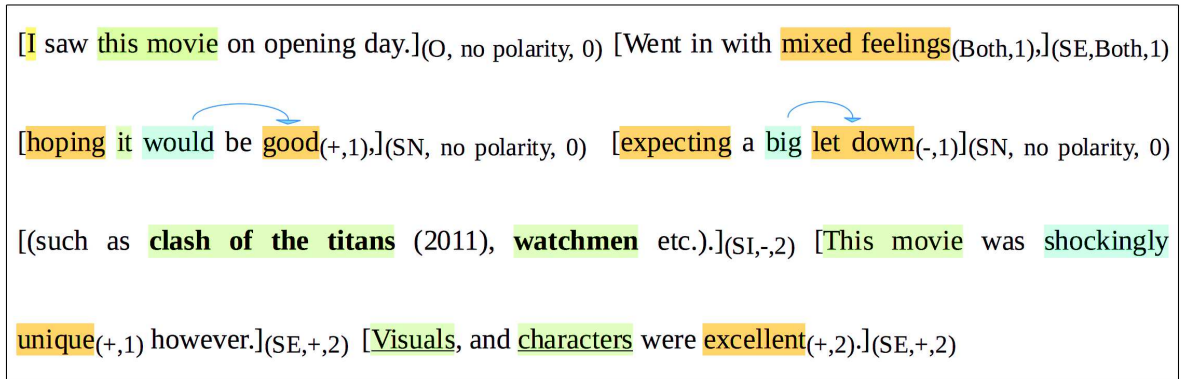 [I saw this movie on opening day.](O, no polarity, 0) [Went in with mixed feelings(Both,1),](SE,Both,1)
[hoping it would be good(+,1),](SN, no polarity, 0) [expecting a big let down(-,1)](SN, no polarity, 0)
[(such as clash of the titans (2011), watchmen etc.).](SI,-,2) [This movie was shockingly
unique(+,1) however.](SE,+,2) [Visuals, and characters were excellent(+,2).](SE,+,2)